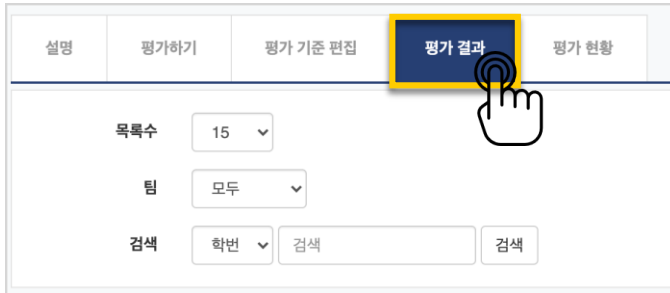 설명 평가하기 평가 기준 편집 평가 결과 평가 현황
목록수 15
팀 모두
검색 학번 검색 검색